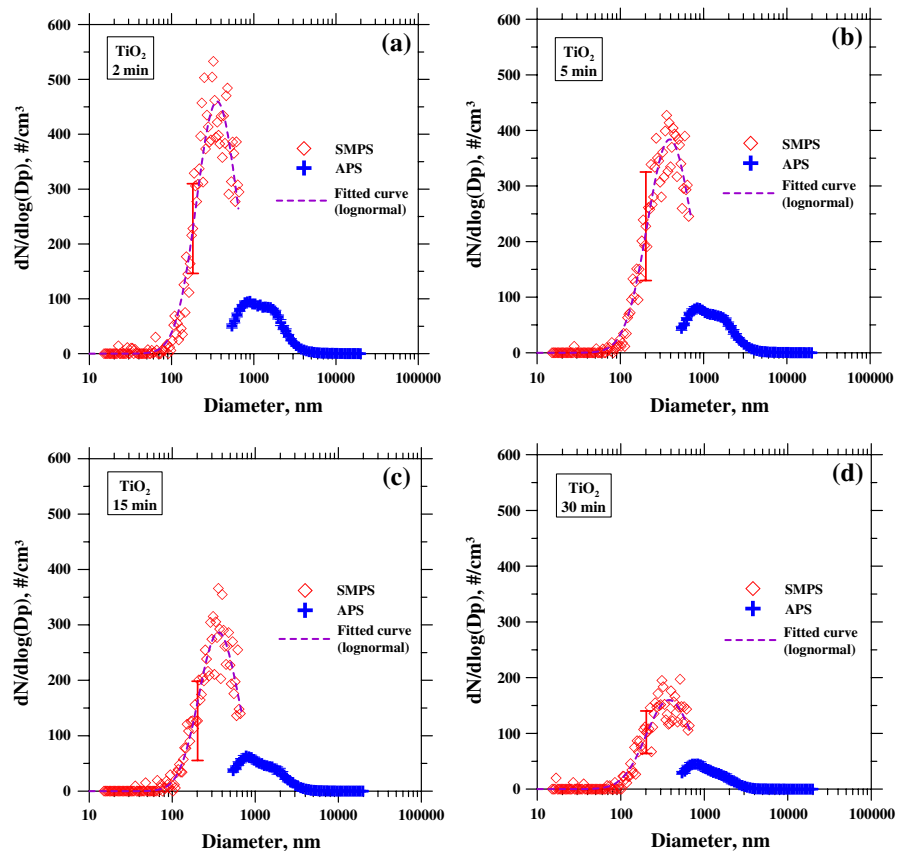 (a)
TiO₂
2 min
SMPS
APS
Fitted curve
(lognormal)
dN/dlog(Dp), #/cm³
600
500
400
300
200
100
0
10
100
1000
10000
100000
Diameter, nm
(b)
TiO₂
5 min
SMPS
APS
Fitted curve
(lognormal)
dN/dlog(Dp), #/cm³
600
500
400
300
200
100
0
10
100
1000
10000
100000
Diameter, nm
(c)
TiO₂
15 min
SMPS
APS
Fitted curve
(lognormal)
dN/dlog(Dp), #/cm³
600
500
400
300
200
100
0
10
100
1000
10000
100000
Diameter, nm
(d)
TiO₂
30 min
SMPS
APS
Fitted curve
(lognormal)
dN/dlog(Dp), #/cm³
600
500
400
300
200
100
0
10
100
1000
10000
100000
Diameter, nm